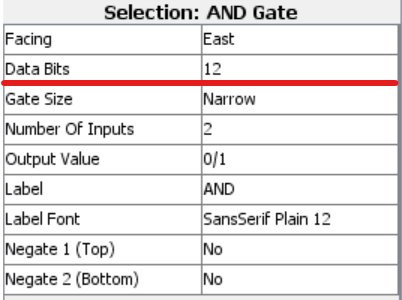 Selection: AND Gate
Facing East
Data Bits 12
Gate Size Narrow
Number Of Inputs 2
Output Value 0/1
Label AND
Label Font SansSerif Plain 12
Negate 1 (Top) No
Negate 2 (Bottom) No